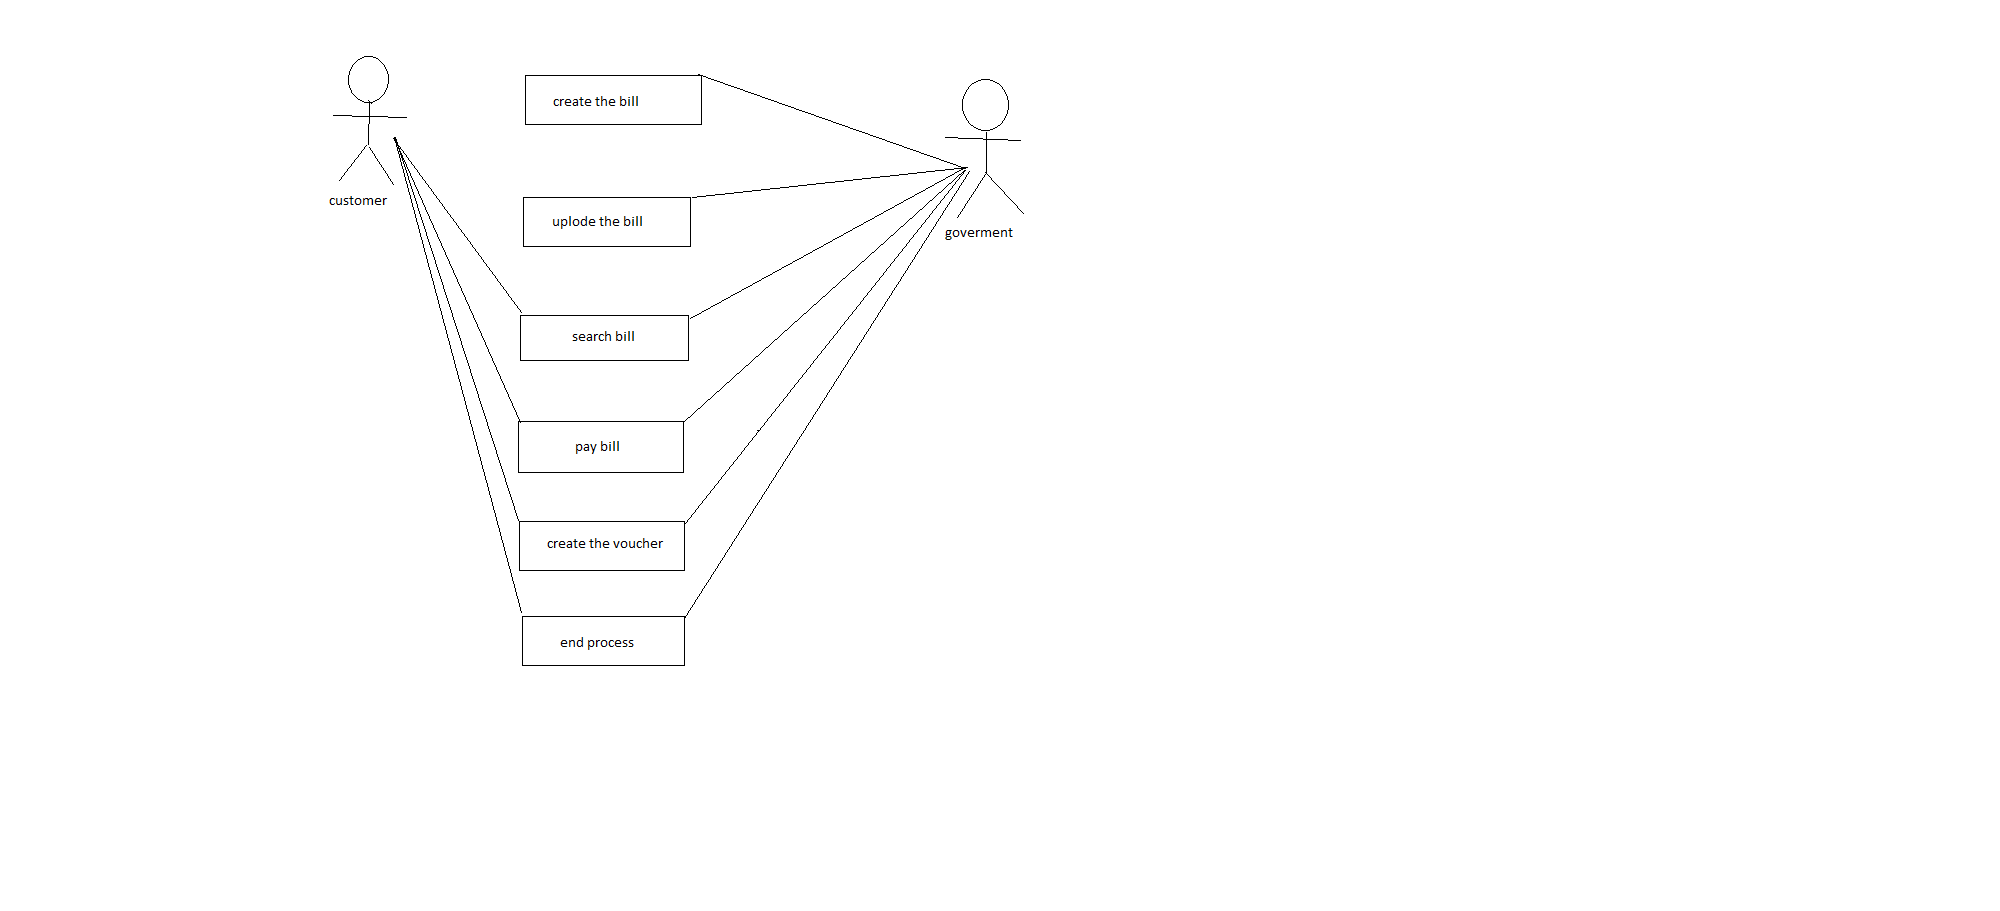 create the bill
customer
uplode the bill
goverment
search bill
pay bill
create the voucher
end process